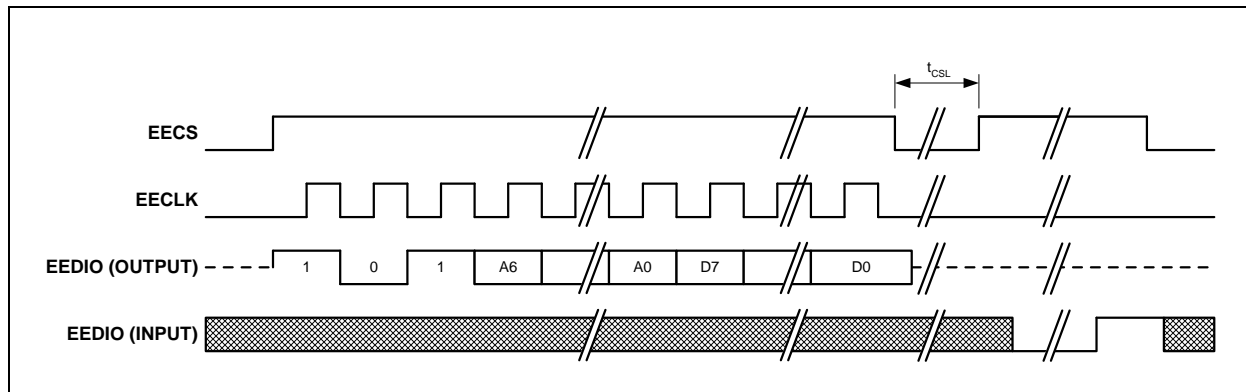 tCSL
EECS
EECLK
EEDIO (OUTPUT)
1 0 1 A6 A0 D7 D0
EEDIO (INPUT)